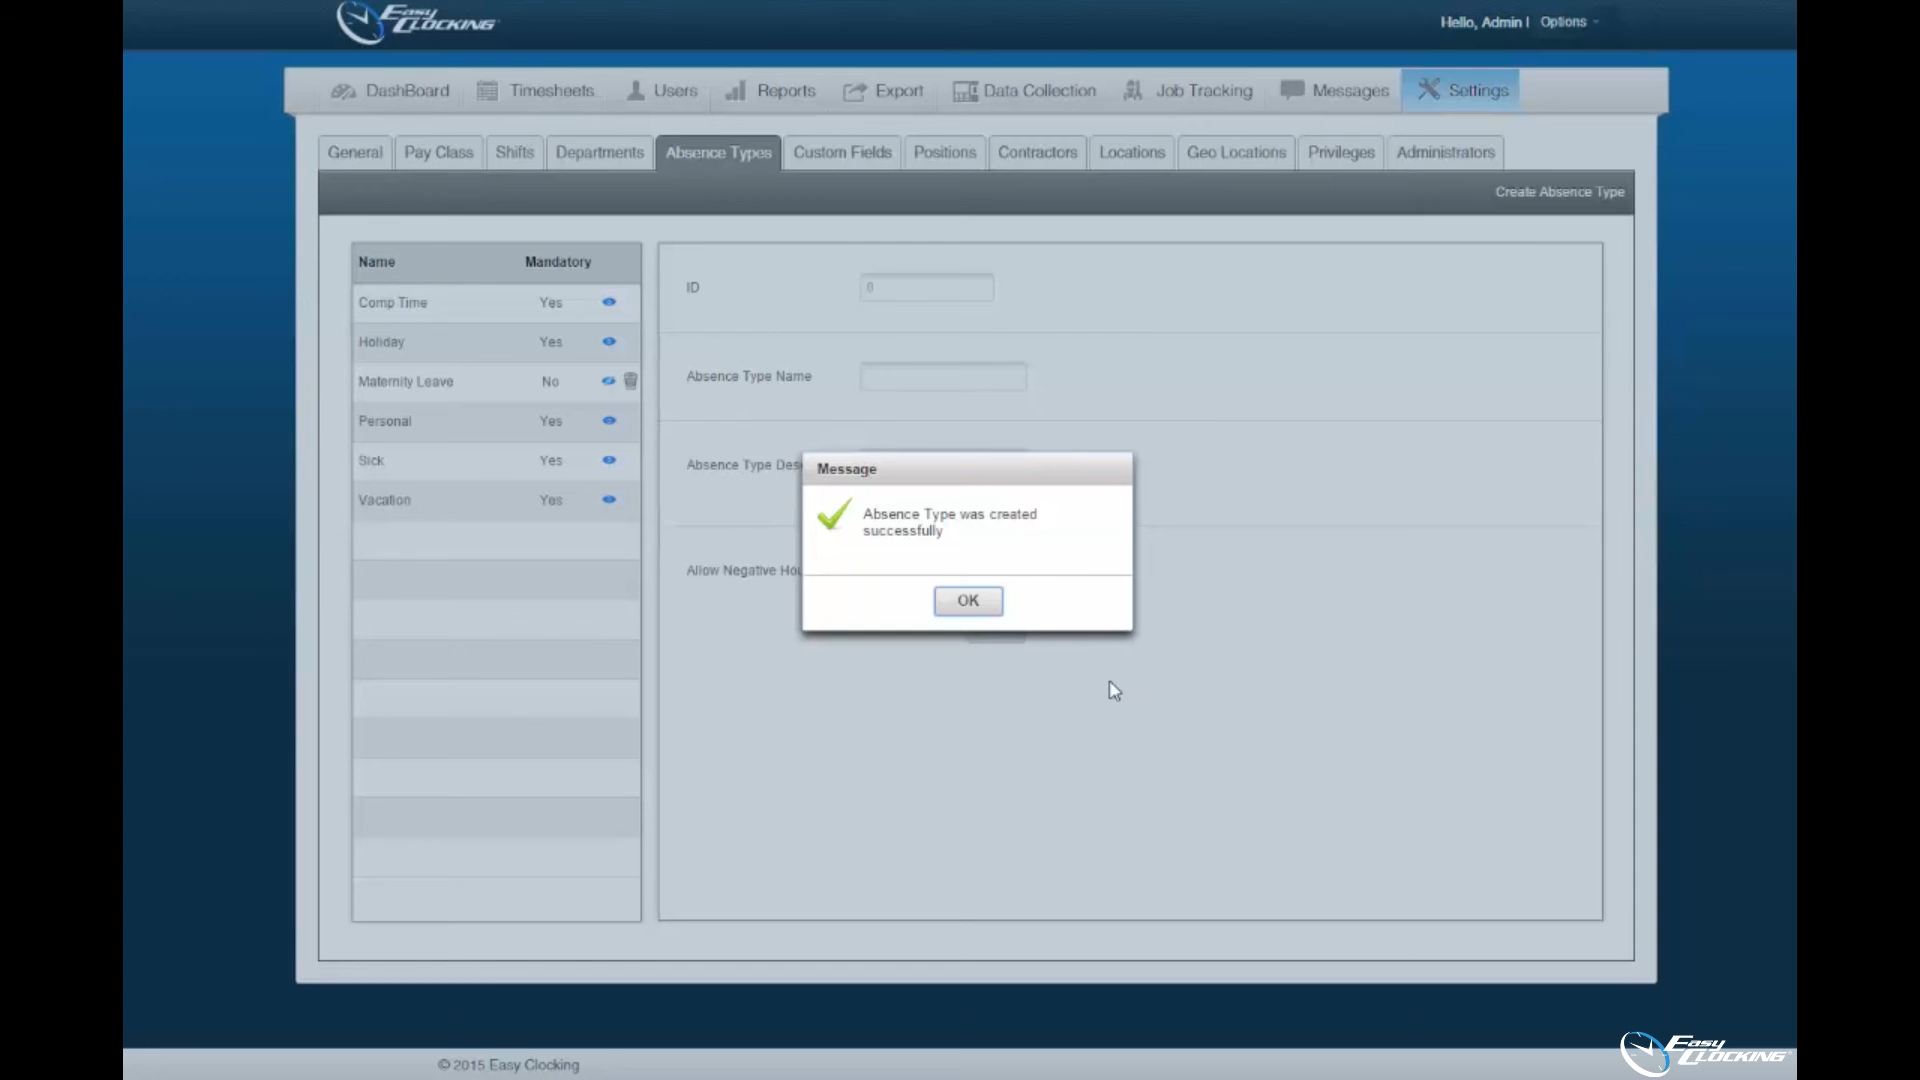 Easy Clocking
Hello, Admin | Options
DashBoard Timesheets Users Reports Export Data Collection Job Tracking Messages Settings
General Pay Class Shifts Departments Absence Types Custom Fields Positions Contractors Locations Geo Locations Privileges Administrators
Create Absence Type
Name Mandatory
Comp Time Yes
Holiday Yes
Maternity Leave No
Personal Yes
Sick Yes
Vacation Yes
ID 0
Absence Type Name
Absence Type Des
Allow Negative Ho
Message
Absence Type was created
successfully
OK
© 2015 Easy Clocking
Easy Clocking